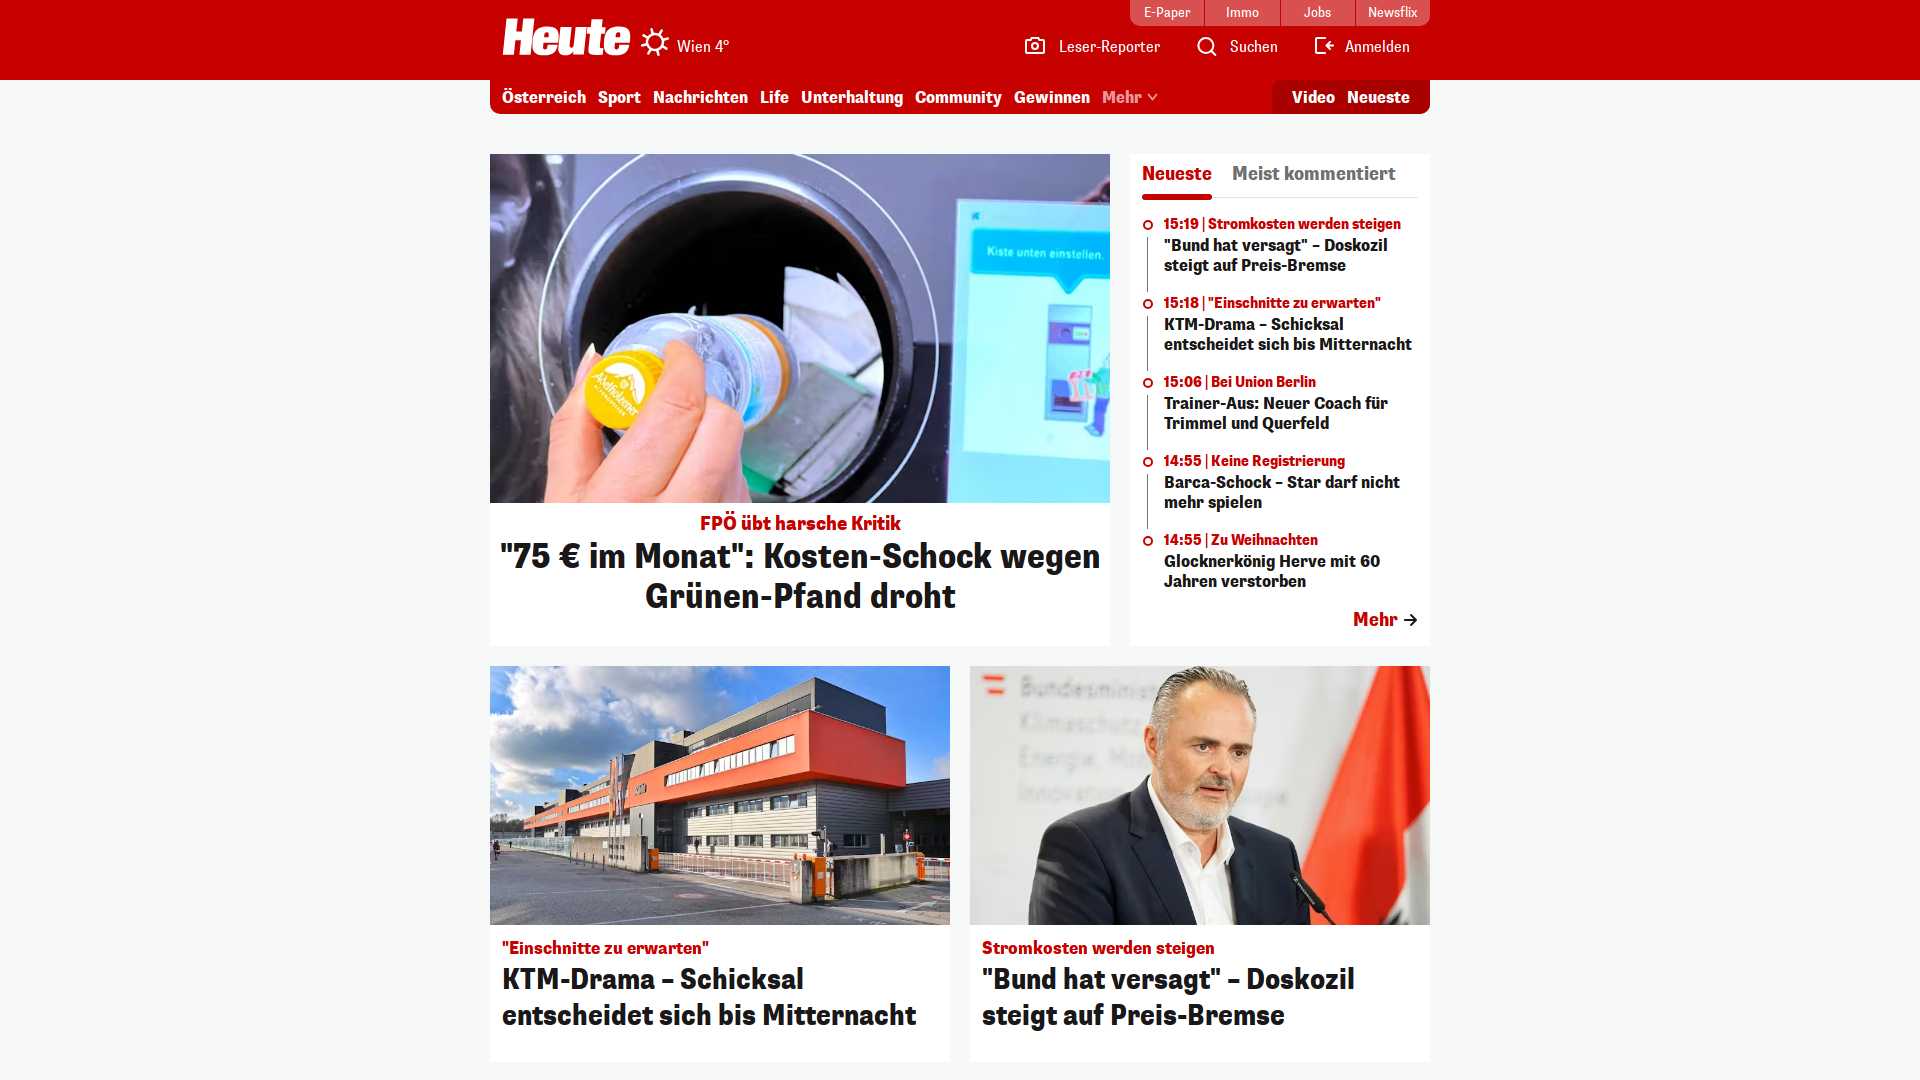 E-Paper
Immo
Jobs
Newsflix
Heute
Wien 4°
Leser-Reporter
Suchen
Anmelden
Österreich
Sport
Nachrichten
Life
Unterhaltung
Community
Gewinnen
Mehr
Video
Neueste
Kiste unten einstellen.
Adelholzener
FPÖ übt harsche Kritik
"75 € im Monat": Kosten-Schock wegen
Grünen-Pfand droht
Neueste
Meist kommentiert
15:19 | Stromkosten werden steigen
"Bund hat versagt" – Doskozil
steigt auf Preis-Bremse
15:18 | "Einschnitte zu erwarten"
KTM-Drama – Schicksal
entscheidet sich bis Mitternacht
15:06 | Bei Union Berlin
Trainer-Aus: Neuer Coach für
Trimmel und Querfeld
14:55 | Keine Registrierung
Barca-Schock – Star darf nicht
mehr spielen
14:55 | Zu Weihnachten
Glocknerkönig Herve mit 60
Jahren verstorben
Mehr
"Einschnitte zu erwarten"
KTM-Drama – Schicksal
entscheidet sich bis Mitternacht
Klimaschutz
Energie,
Stromkosten werden steigen
"Bund hat versagt" – Doskozil
steigt auf Preis-Bremse